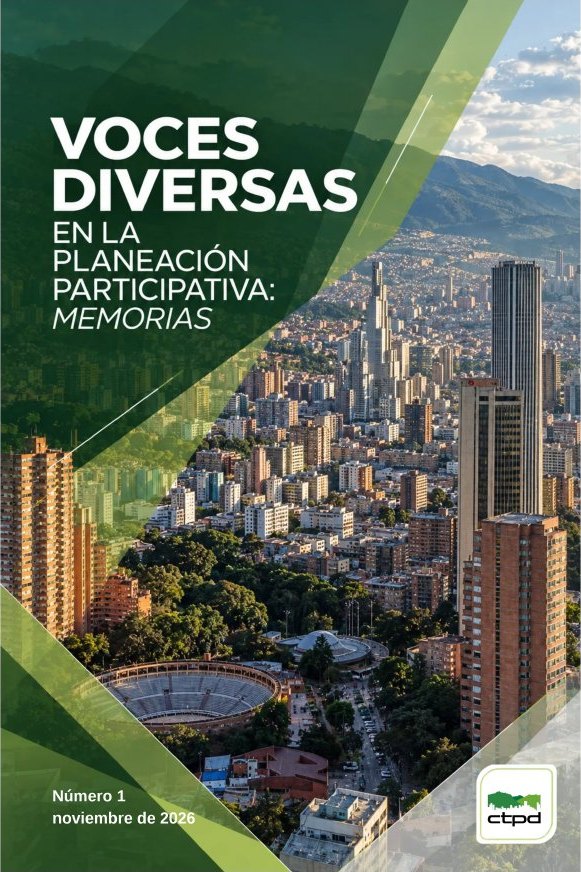 VOCES
DIVERSAS
EN LA
PLANEACIÓN
PARTICIPATIVA:
MEMORIAS
Número 1
noviembre de 2026
ctpd